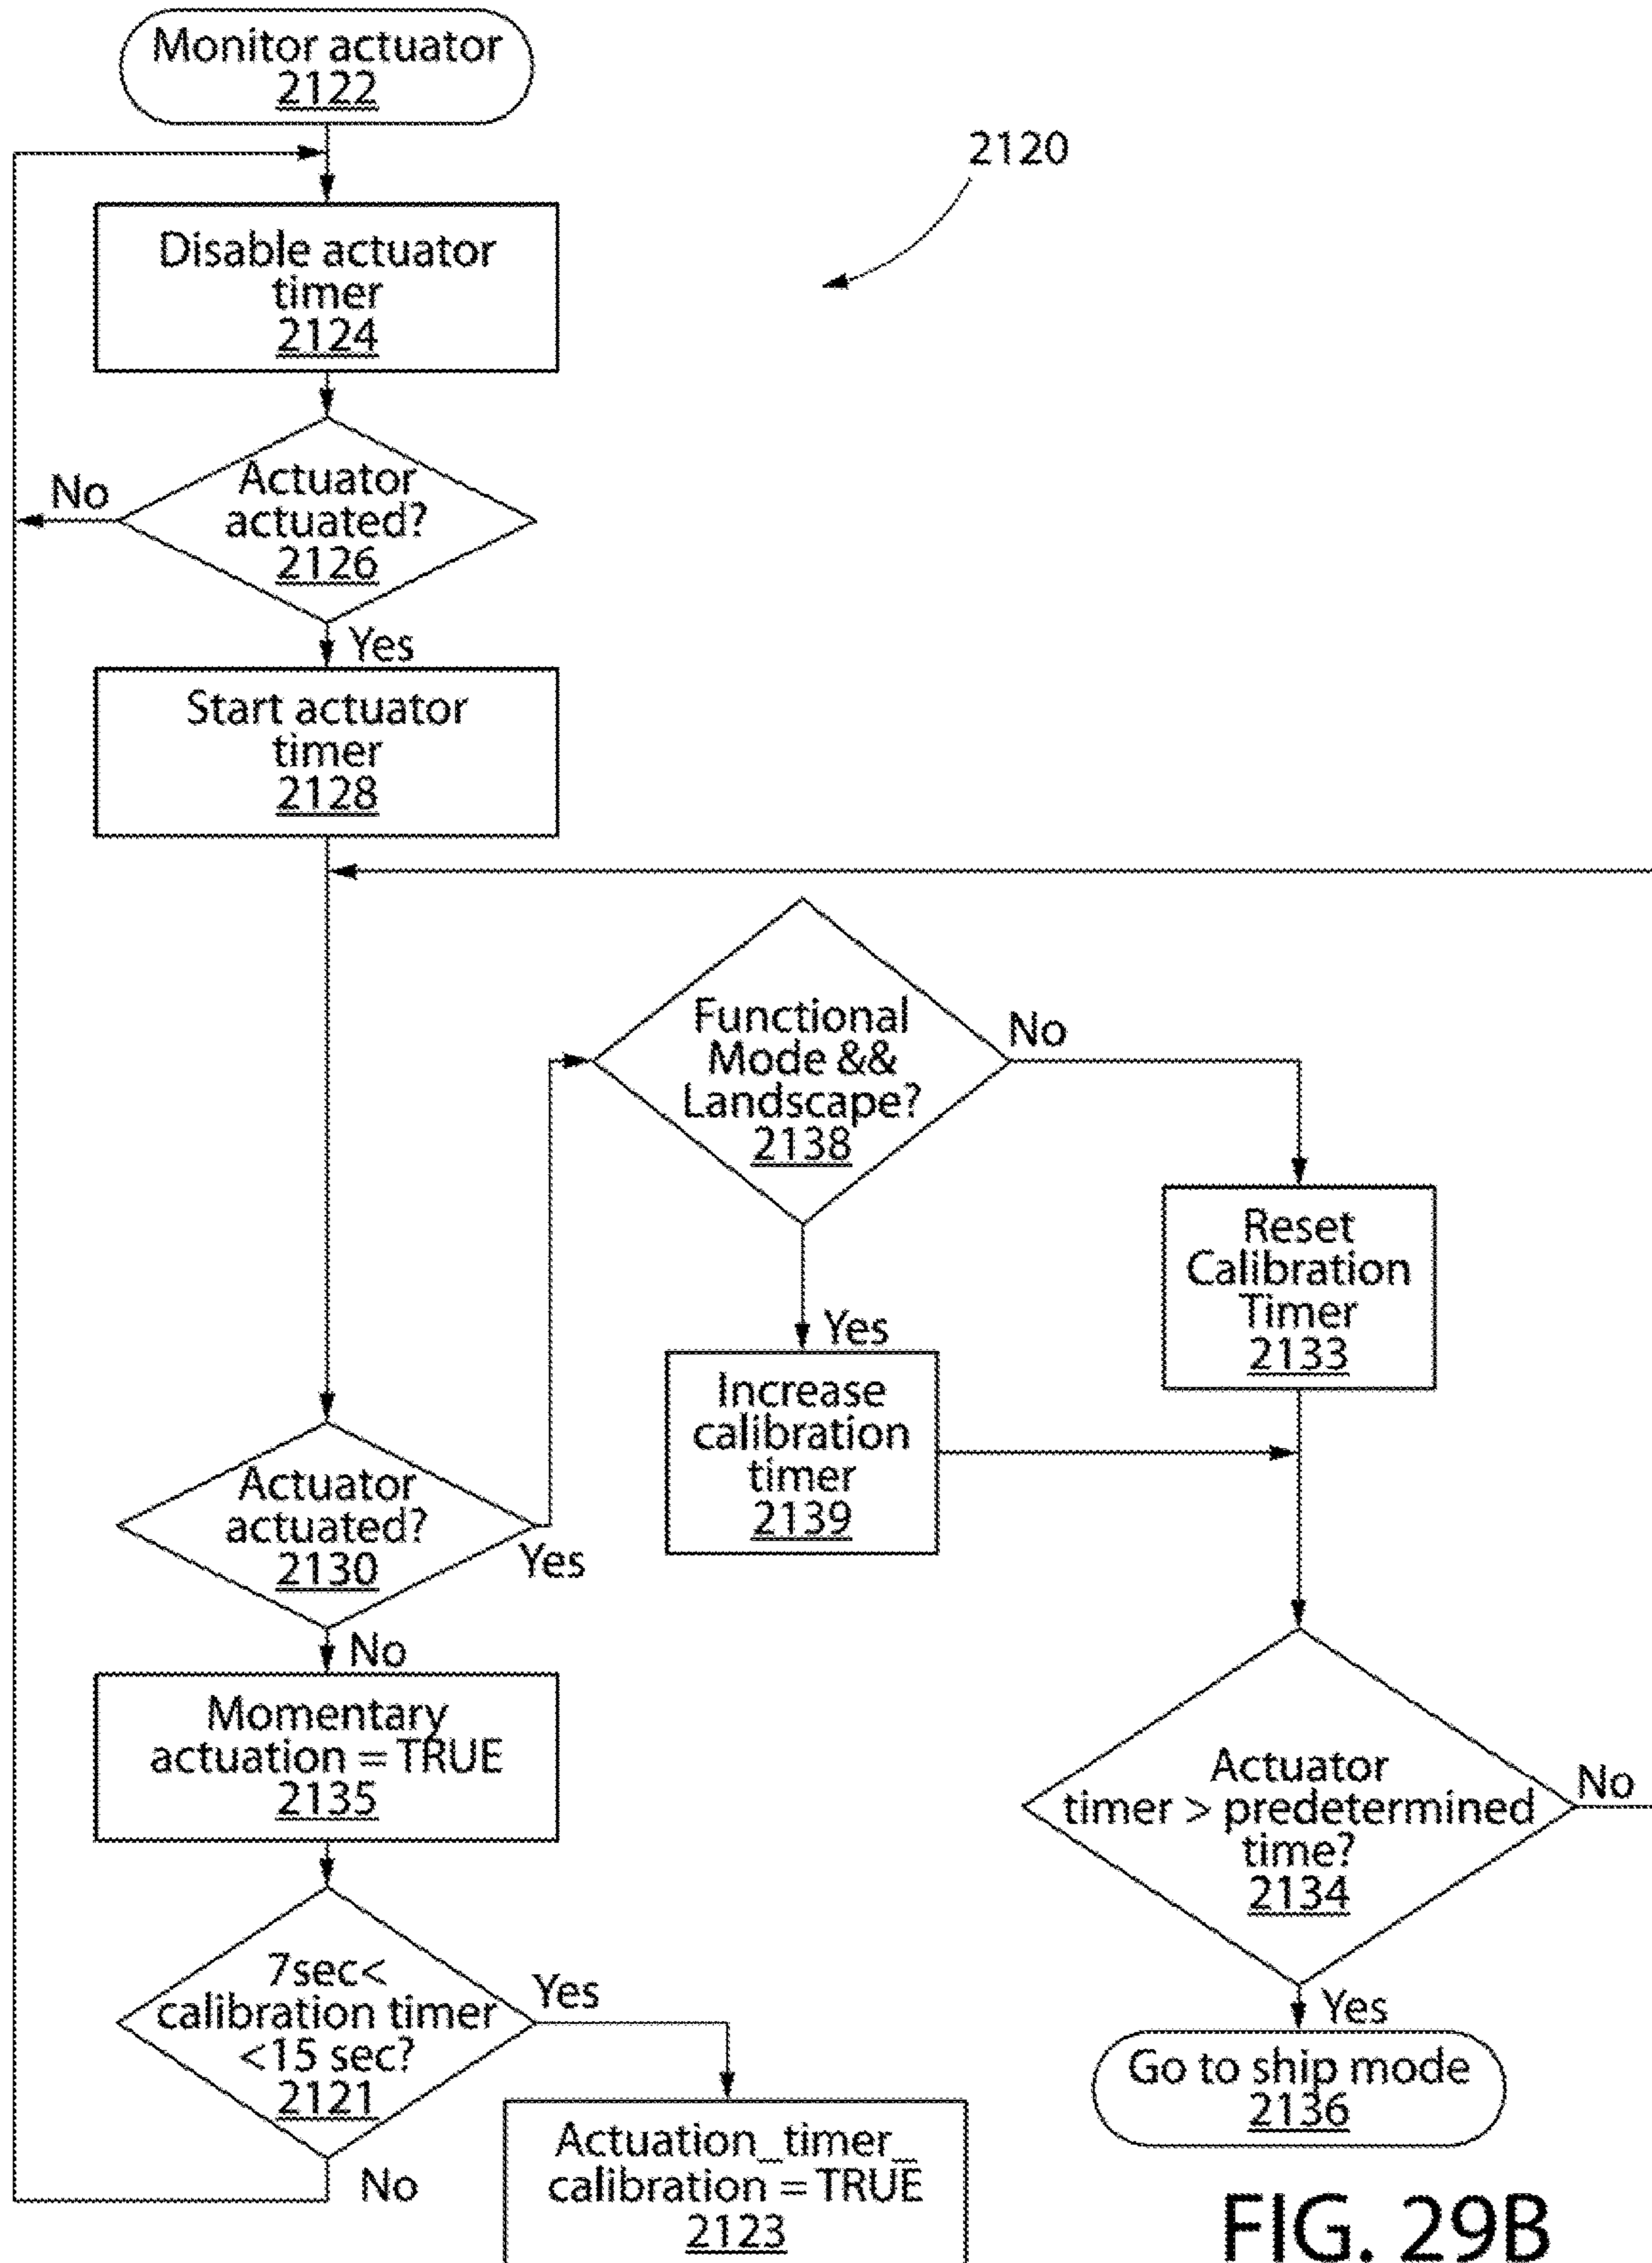 Monitor actuator
2122
2120
Disable actuator
timer
2124
Actuator
actuated?
2126
No
Yes
Start actuator
timer
2128
Functional
Mode &&
Landscape?
2138
No
Yes
Reset
Calibration
Timer
2133
Increase
calibration
timer
2139
Actuator
actuated?
2130
Yes
No
Momentary
actuation = TRUE
2135
Actuator
timer > predetermined
time?
2134
No
Yes
Go to ship mode
2136
7sec<
calibration timer
<15 sec?
2121
Yes
No
Actuation_timer_
calibration = TRUE
2123
FIG. 29B